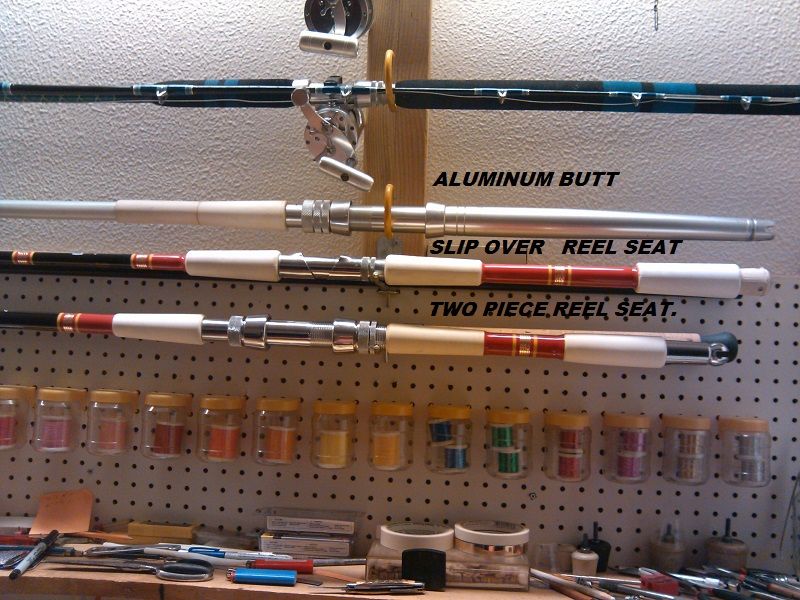 ALUMINUM BUTT
SLIP OVER REEL SEAT
TWO PIECE REEL SEAT.